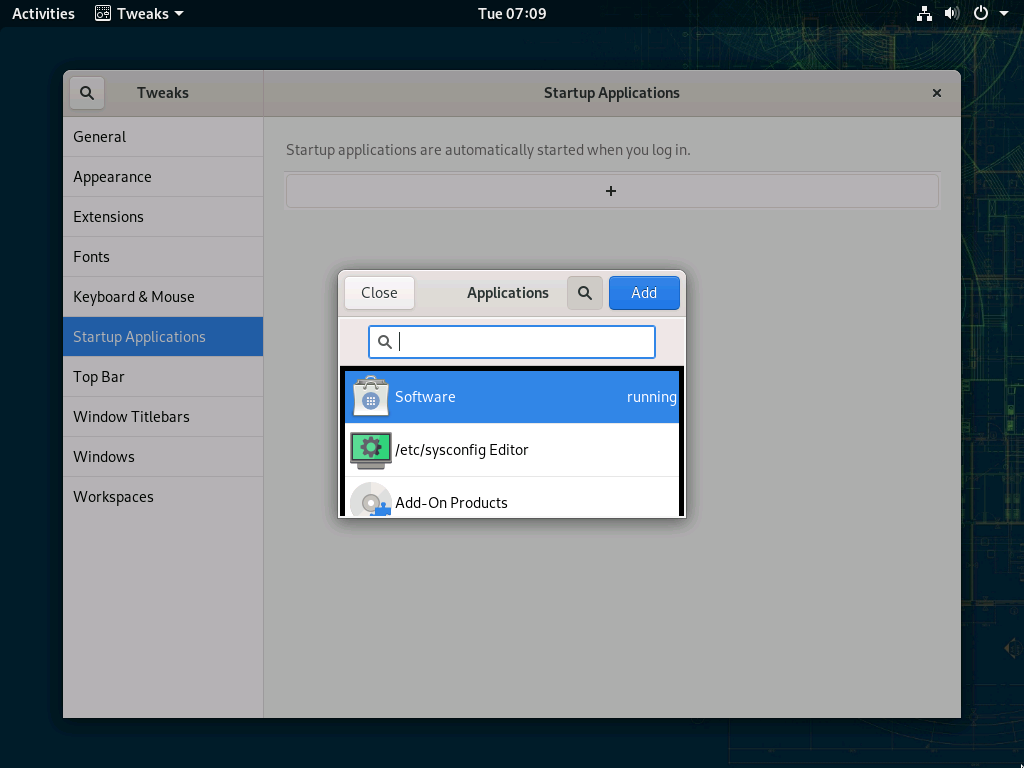 Activities Tweaks Tue 07:09
Tweaks Startup Applications
General
Appearance
Extensions
Fonts
Keyboard & Mouse
Startup Applications
Top Bar
Window Titlebars
Windows
Workspaces
Startup applications are automatically started when you log in.
+
Close Applications Add
Software running
/etc/sysconfig Editor
Add-On Products